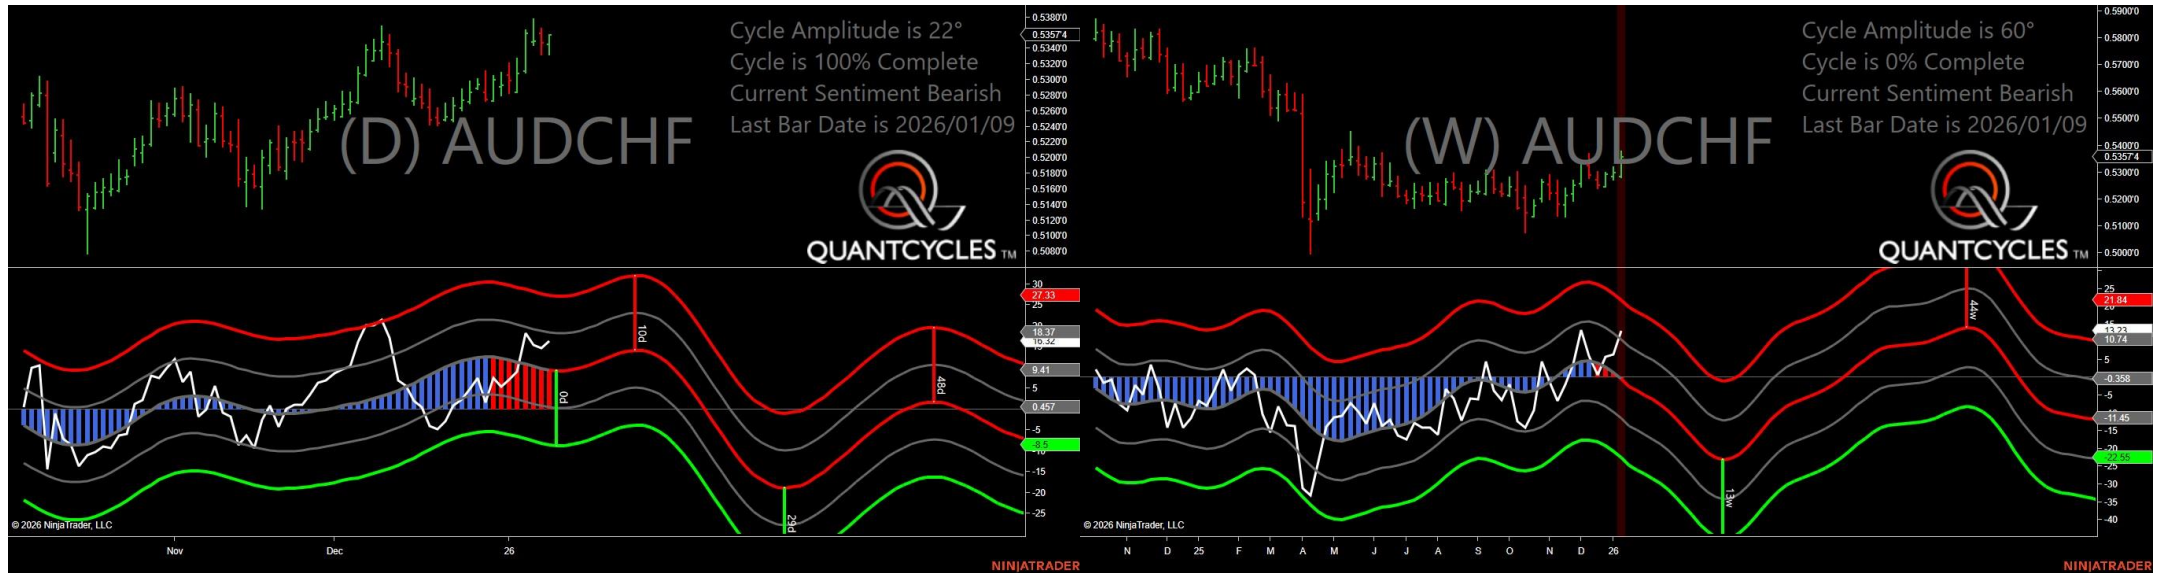 Cycle Amplitude is 22°
Cycle is 100% Complete
Current Sentiment Bearish
Last Bar Date is 2026/01/09
(D) AUDCHF
QUANTCYCLES TM
0.5380'0
0.5357'4
0.5340'0
0.5320'0
0.5300'0
0.5280'0
0.5260'0
0.5240'0
0.5220'0
0.5200'0
0.5180'0
0.5160'0
0.5140'0
0.5120'0
0.5100'0
0.5080'0
30
27.33
25
18.37
16.32
9.41
5
0.457
-5
-8.5
-10
-15
-20
-25
10d
0d
29d
48d
© 2026 NinjaTrader, LLC
Nov
Dec
26
NINJATRADER
Cycle Amplitude is 60°
Cycle is 0% Complete
Current Sentiment Bearish
Last Bar Date is 2026/01/09
(W) AUDCHF
QUANTCYCLES TM
0.5900'0
0.5800'0
0.5700'0
0.5600'0
0.5500'0
0.5400'0
0.5357'4
0.5300'0
0.5200'0
0.5100'0
0.5000'0
25
21.84
13.23
10.74
5
-0.358
-5
-11.45
-15
-20
-22.55
-25
-30
-35
-40
13w
44w
© 2026 NinjaTrader, LLC
N D 25 F M A M J J A S O N D 26
NINJATRADER